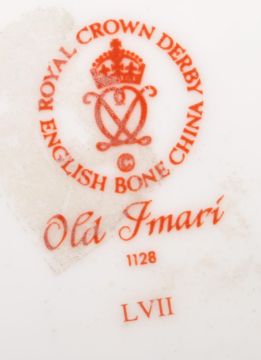 ROYAL CROWN DERBY
ENGLISH BONE CHINA
Old Imari
1128
LVII